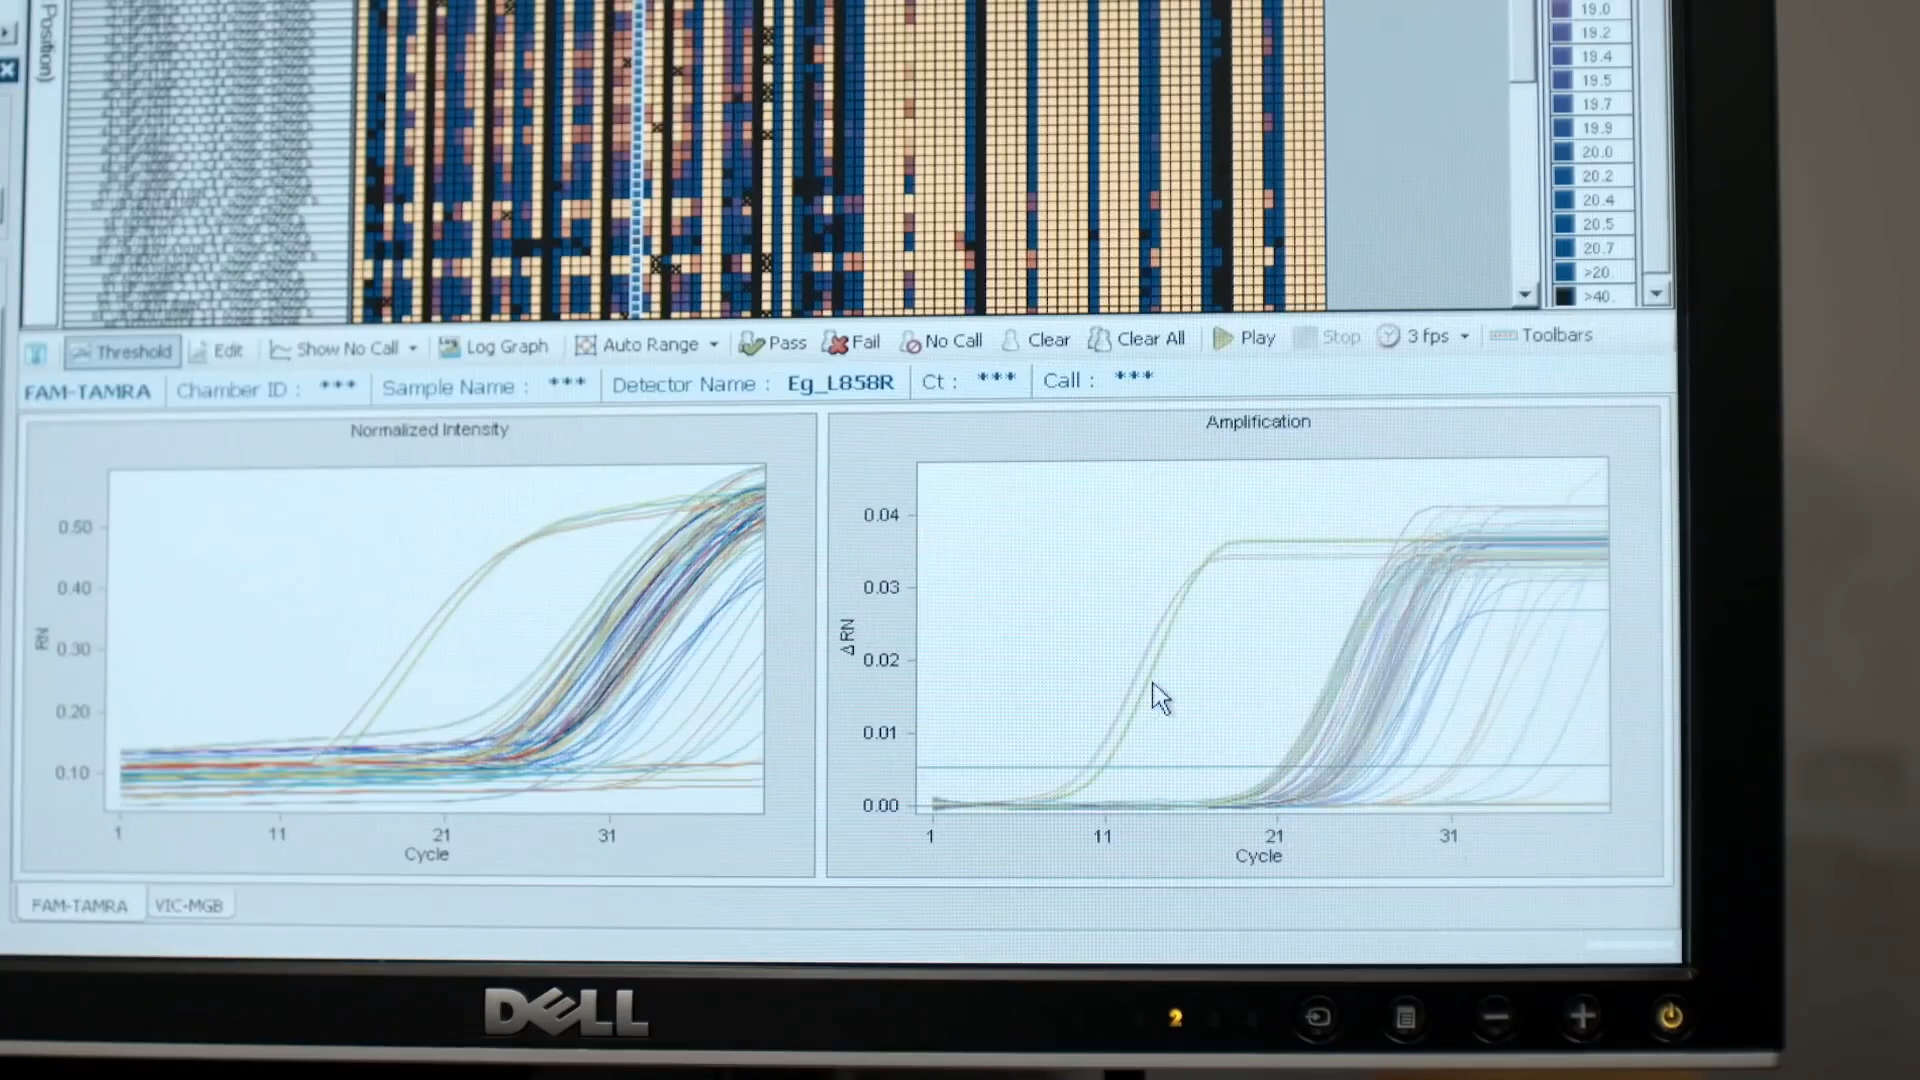 Position)
19.0
19.2
19.4
19.5
19.7
19.9
20.0
20.2
20.4
20.5
20.7
>20.
>40.
Threshold Edit Show No Call Log Graph Auto Range Pass Fail No Call Clear Clear All Play Stop 3 fps Toolbars
FAM-TAMRA Chamber ID : *** Sample Name : *** Detector Name : Eg_L858R Ct : *** Call : ***
Normalized Intensity
RN
0.50
0.40
0.30
0.20
0.10
1 11 21 31
Cycle
Amplification
ΔRN
0.04
0.03
0.02
0.01
0.00
1 11 21 31
Cycle
FAM-TAMRA VIC-MGB
DELL
2